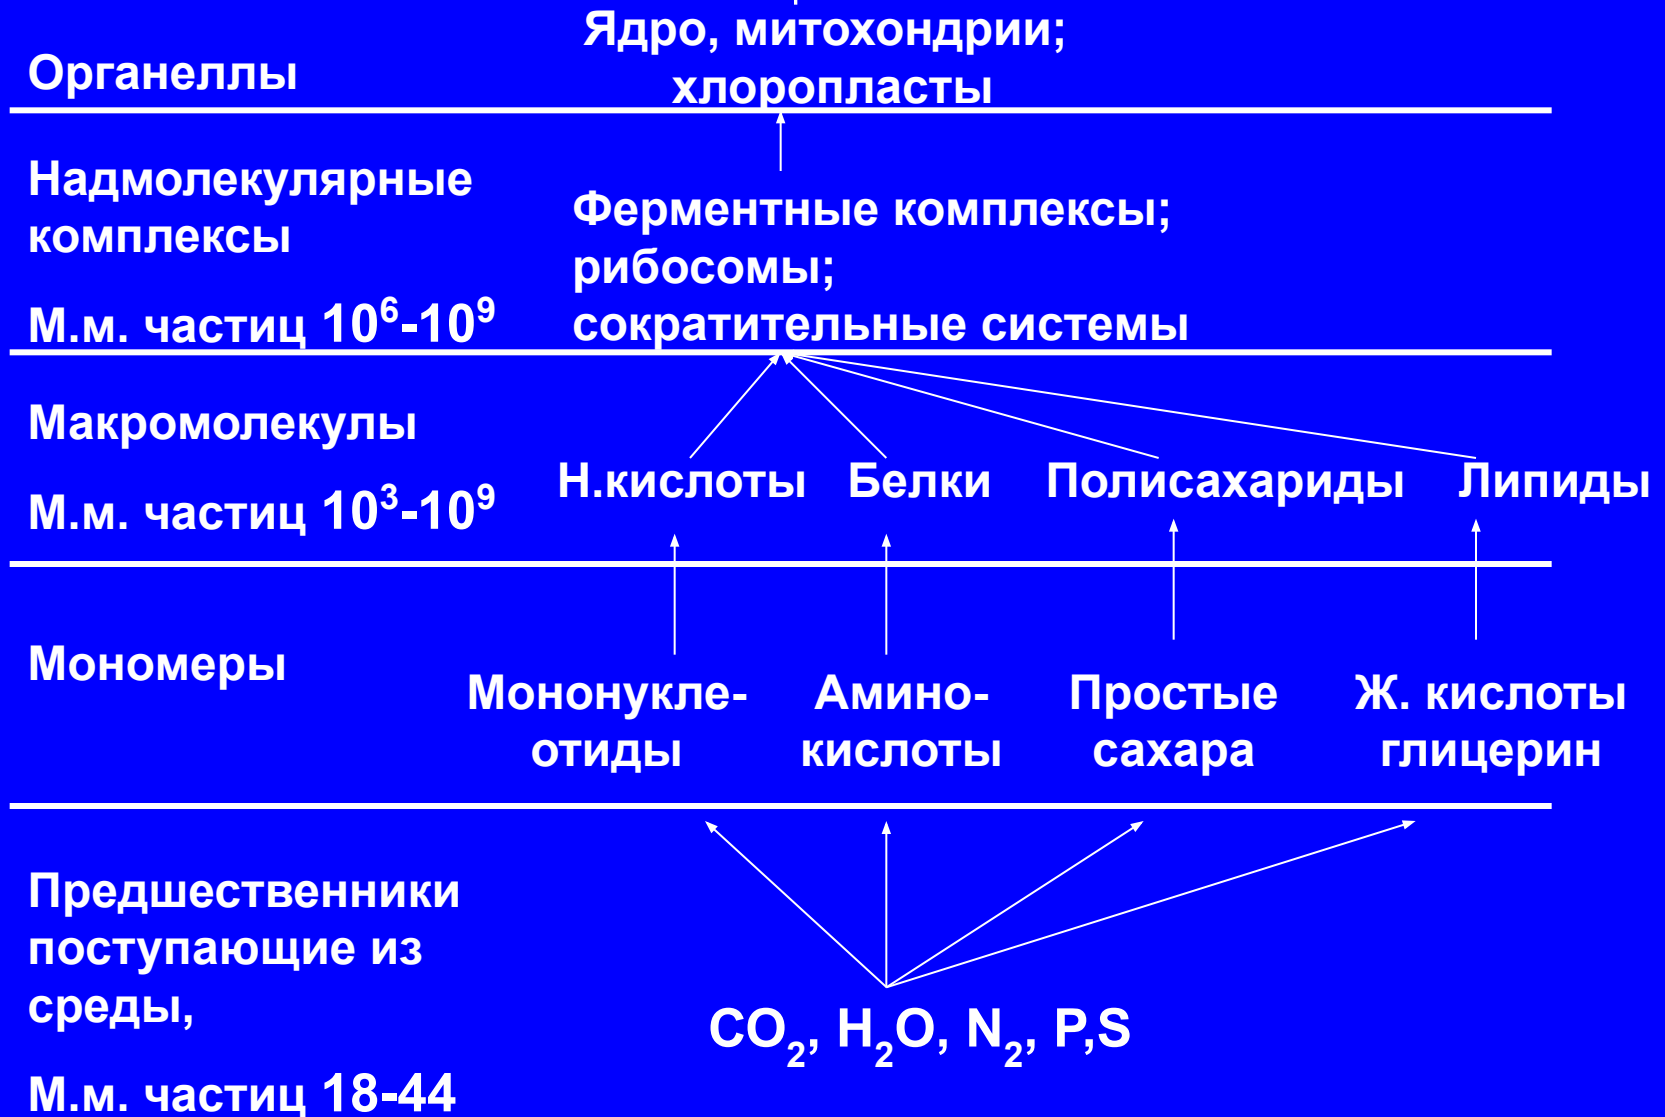 Органеллы
Ядро, митохондрии;
хлоропласты
Надмолекулярные
комплексы
М.м. частиц 10⁶-10⁹
Ферментные комплексы;
рибосомы;
сократительные системы
Макромолекулы
М.м. частиц 10³-10⁹
Н.кислоты Белки Полисахариды Липиды
Мономеры
Мононукле-
отиды
Амино-
кислоты
Простые
сахара
Ж. кислоты
глицерин
Предшественники
поступающие из
среды,
М.м. частиц 18-44
CO₂, H₂O, N₂, P,S